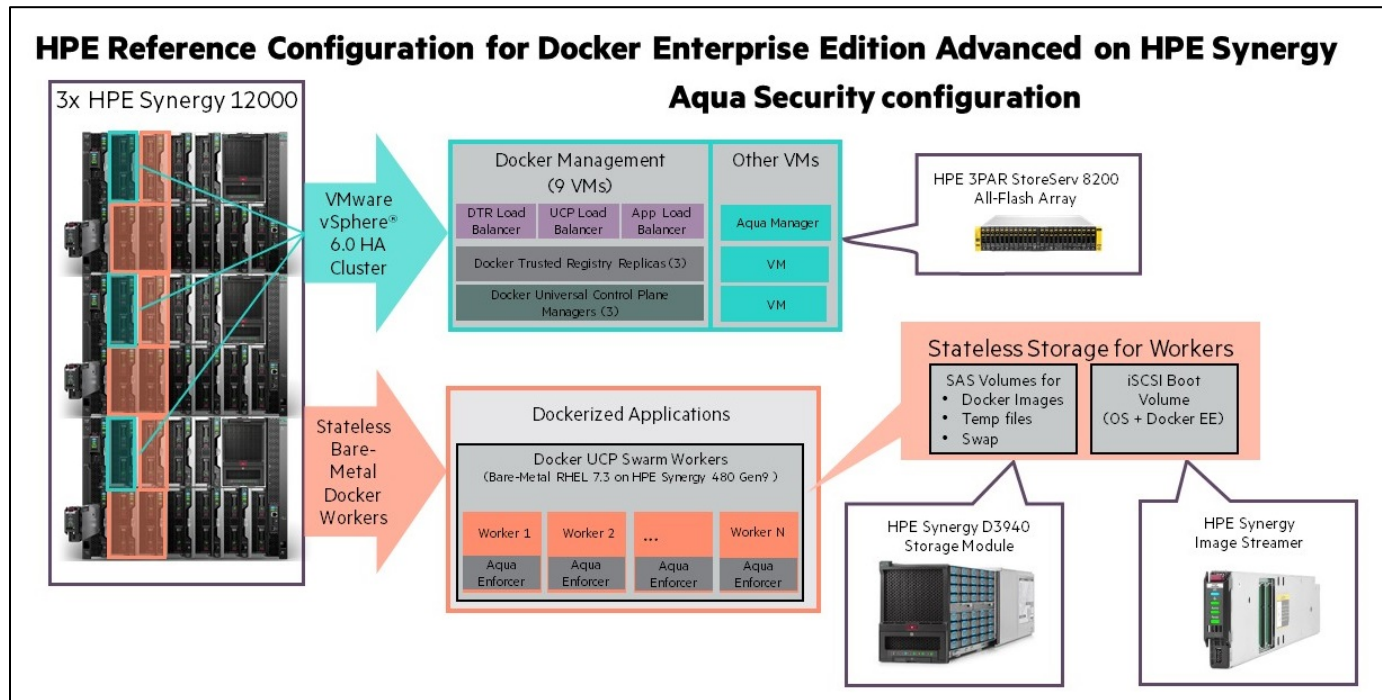 HPE Reference Configuration for Docker Enterprise Edition Advanced on HPE Synergy
Aqua Security configuration
3x HPE Synergy 12000
VMware
vSphere®
6.0 HA
Cluster
Docker Management
(9 VMs)
DTR Load
Balancer
UCP Load
Balancer
App Load
Balancer
Docker Trusted Registry Replicas (3)
Docker Universal Control Plane
Managers (3)
Other VMs
Aqua Manager
VM
VM
HPE 3PAR StoreServ 8200
All-Flash Array
Stateless
Bare-
Metal
Docker
Workers
Dockerized Applications
Docker UCP Swarm Workers
(Bare-Metal RHEL 7.3 on HPE Synergy 480 Gen9 )
Worker 1
Aqua
Enforcer
Worker 2
Aqua
Enforcer
...
Aqua
Enforcer
Worker N
Aqua
Enforcer
Stateless Storage for Workers
SAS Volumes for
• Docker Images
• Temp files
• Swap
iSCSI Boot
Volume
(OS + Docker EE)
HPE Synergy D3940
Storage Module
HPE Synergy
Image Streamer